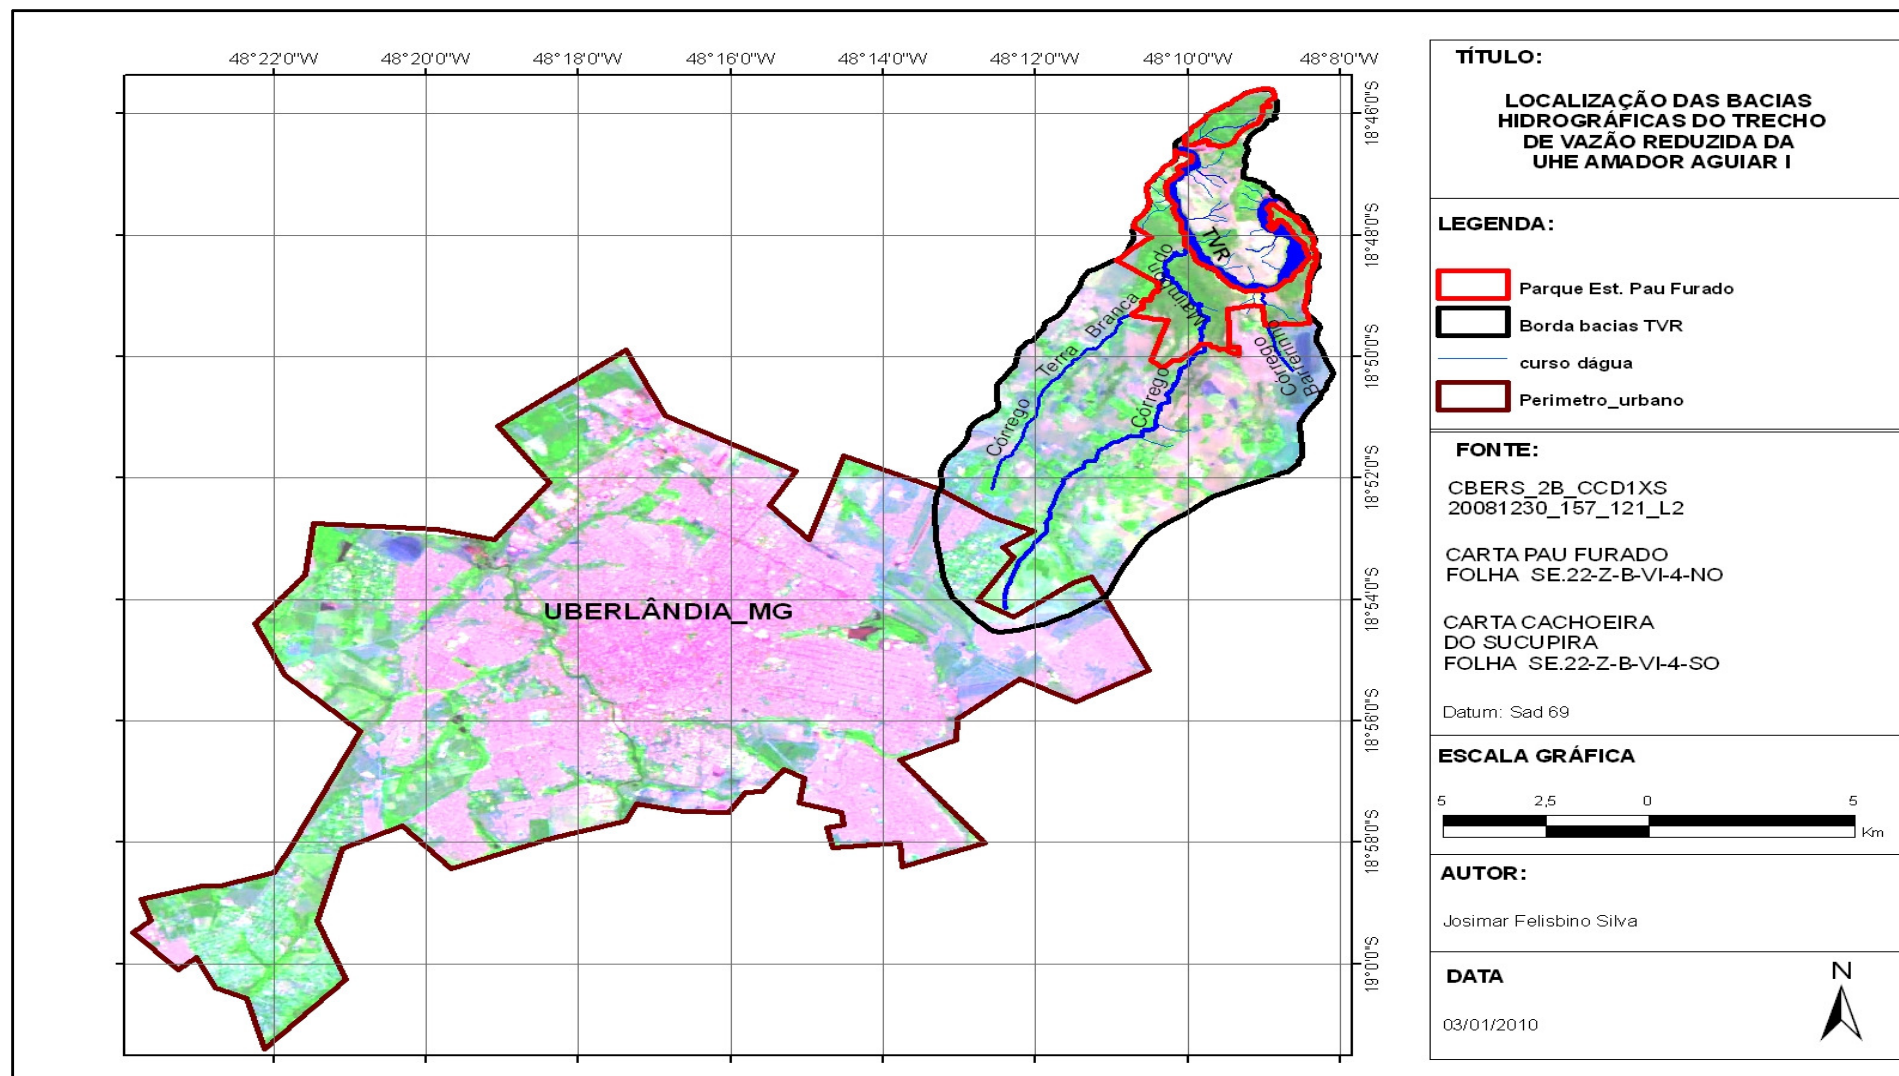 48°22'0"W 48°20'0"W 48°18'0"W 48°16'0"W 48°14'0"W 48°12'0"W 48°10'0"W 48°8'0"W
18°46'0"S
18°48'0"S
18°50'0"S
18°52'0"S
18°54'0"S
18°56'0"S
18°58'0"S
19°0'0"S
TVR
Córrego Marimbondo
Córrego Terra Branca
Córrego Barreirinho
UBERLÂNDIA_MG
TÍTULO:
LOCALIZAÇÃO DAS BACIAS
HIDROGRÁFICAS DO TRECHO
DE VAZÃO REDUZIDA DA
UHE AMADOR AGUIAR I
LEGENDA:
Parque Est. Pau Furado
Borda bacias TVR
curso dágua
Perimetro_urbano
FONTE:
CBERS_2B_CCD1XS
20081230_157_121_L2
CARTA PAU FURADO
FOLHA SE.22-Z-B-VI-4-NO
CARTA CACHOEIRA
DO SUCUPIRA
FOLHA SE.22-Z-B-VI-4-SO
Datum: Sad 69
ESCALA GRÁFICA
5 2,5 0 5
Km
AUTOR:
Josimar Felisbino Silva
DATA
03/01/2010
N